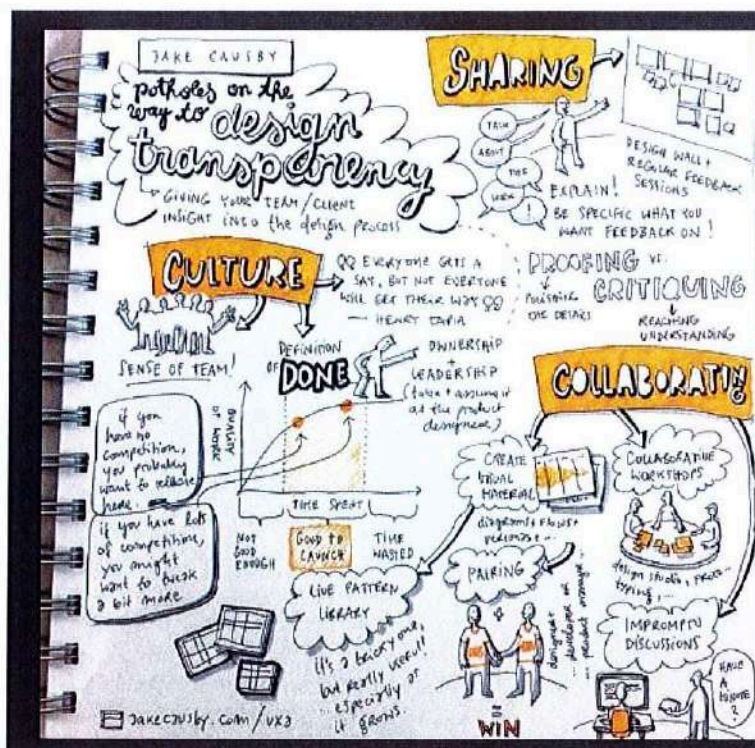 JAKE CAUSBY
potholes on the
way to design
transparency
GIVING YOUR TEAM/CLIENT
INSIGHT INTO the design process
SHARING
TALK
ABOUT
THE
WORK
!
EXPLAIN!
BE SPECIFIC WHAT YOU
WANT FEEDBACK ON!
DESIGN WALL +
REGULAR FEEDBACK
SESSIONS
PROOFING vs.
POLISHING
THE DETAILS
CRITIQUING
REACHING
UNDERSTANDING
CULTURE
EVERYONE GETS A
SAY, BUT NOT EVERYONE
WILL GET THEIR WAY
— HENRY TAPIA
SENSE OF TEAM!
DEFINITION
OF DONE
OWNERSHIP
+
LEADERSHIP
(take + assume it
as the product
designer)
QUALITY
OF WORK
TIME SPENT
if you
have no
competition,
you probably
want to release
here.
if you have lots
of competition,
you might
want to tweak
a bit more
NOT
GOOD
ENOUGH
GOOD TO
LAUNCH
TIME
WASTED
LIVE PATTERN
LIBRARY
it's a tricky one,
but really useful!
... especially as
it grows.
COLLABORATING
CREATE
VISUAL
MATERIAL
diagrams + flows +
personas...
COLLABORATIVE
WORKSHOPS
design studio, proto-
typing, ...
PAIRING
designer +
developer or
... product manager...
=
WIN
IMPROMPTU
DISCUSSIONS
HAVE
A
MINUTE
?
jakecausby.com/ux3